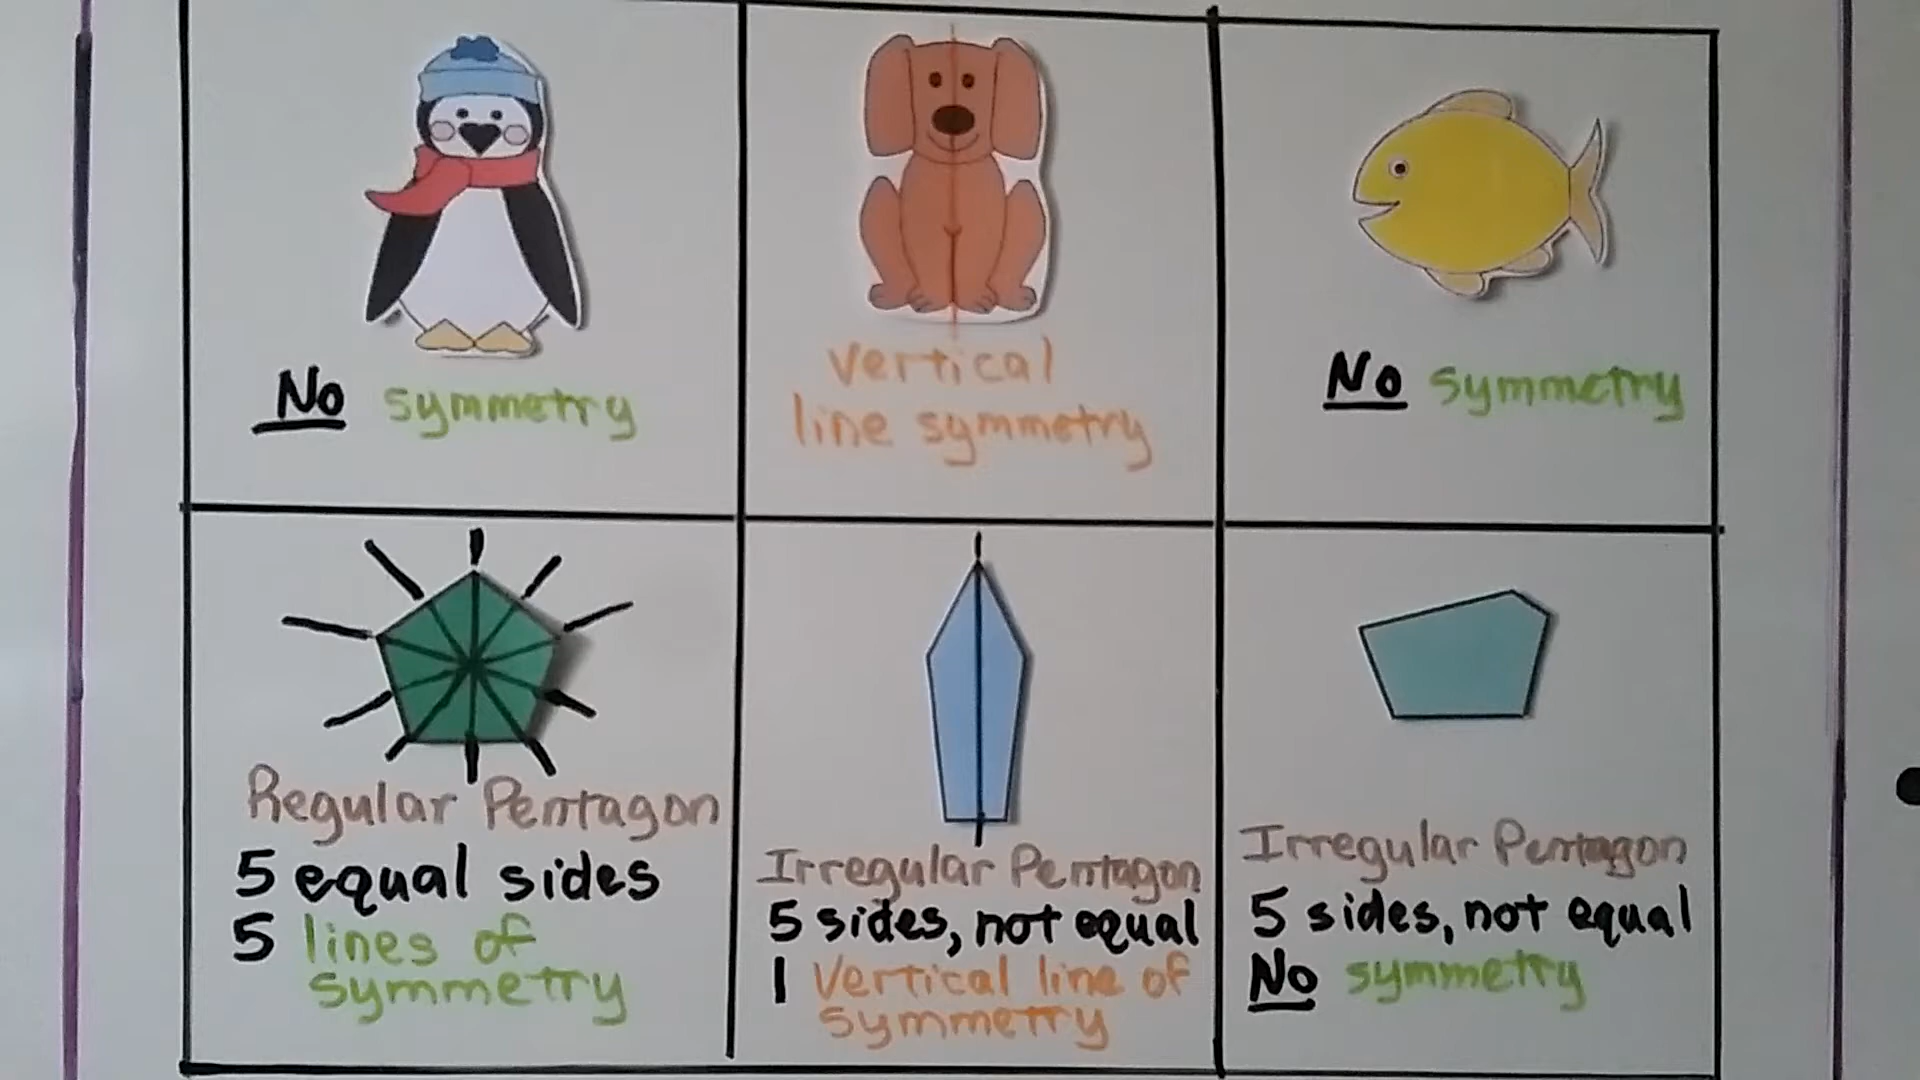 No symmetry
vertical
line symmetry
No symmetry
Regular Pentagon
5 equal sides
5 lines of
symmetry
Irregular Pentagon
5 sides, not equal
1 vertical line of
symmetry
Irregular Pentagon
5 sides, not equal
No symmetry